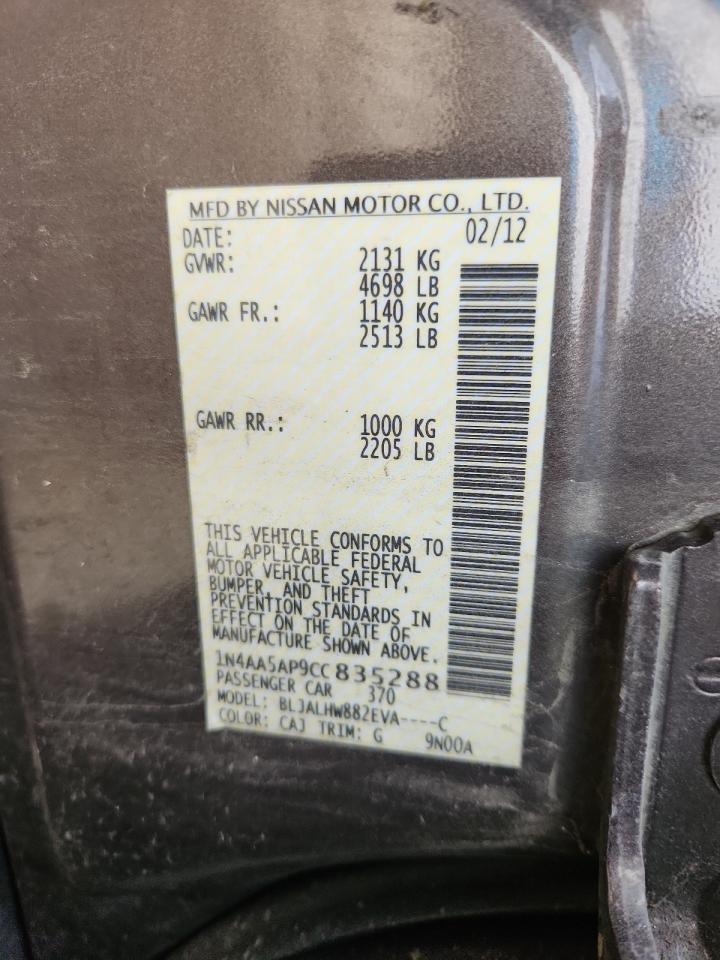 MFD BY NISSAN MOTOR CO., LTD.
DATE: 02/12
GVWR: 2131 KG
4698 LB
GAWR FR.: 1140 KG
2513 LB
GAWR RR.: 1000 KG
2205 LB
THIS VEHICLE CONFORMS TO
ALL APPLICABLE FEDERAL
MOTOR VEHICLE SAFETY,
BUMPER, AND THEFT
PREVENTION STANDARDS IN
EFFECT ON THE DATE OF
MANUFACTURE SHOWN ABOVE.
1N4AA5AP9CC835288
PASSENGER CAR 370
MODEL: BLJALHW882EVA----C
COLOR: CAJ TRIM: G 9N00A